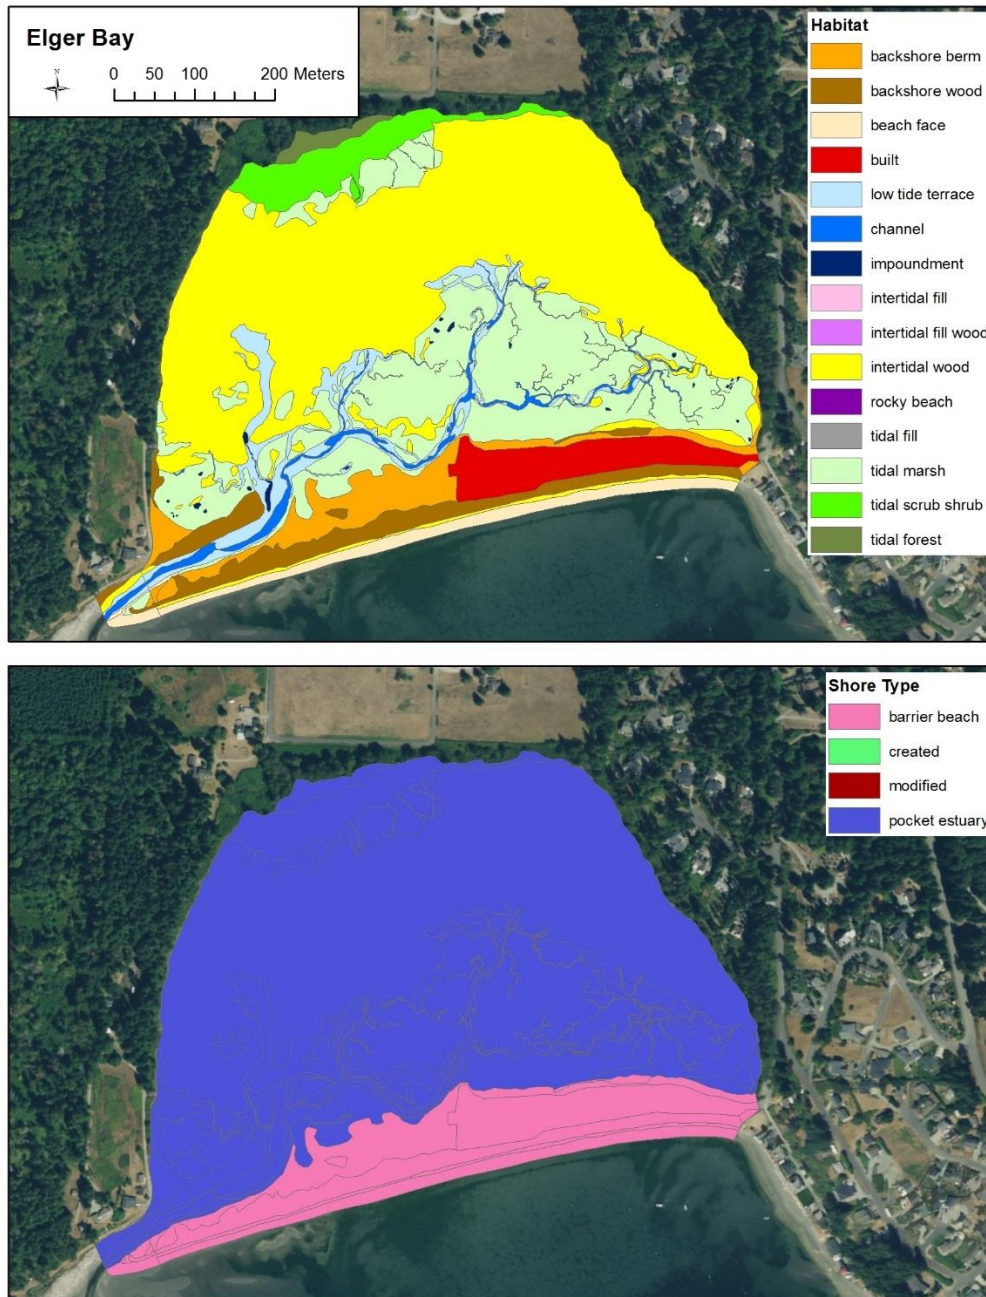 Elger Bay
N
0 50 100 200 Meters
Habitat
backshore berm
backshore wood
beach face
built
low tide terrace
channel
impoundment
intertidal fill
intertidal fill wood
intertidal wood
rocky beach
tidal fill
tidal marsh
tidal scrub shrub
tidal forest
Shore Type
barrier beach
created
modified
pocket estuary